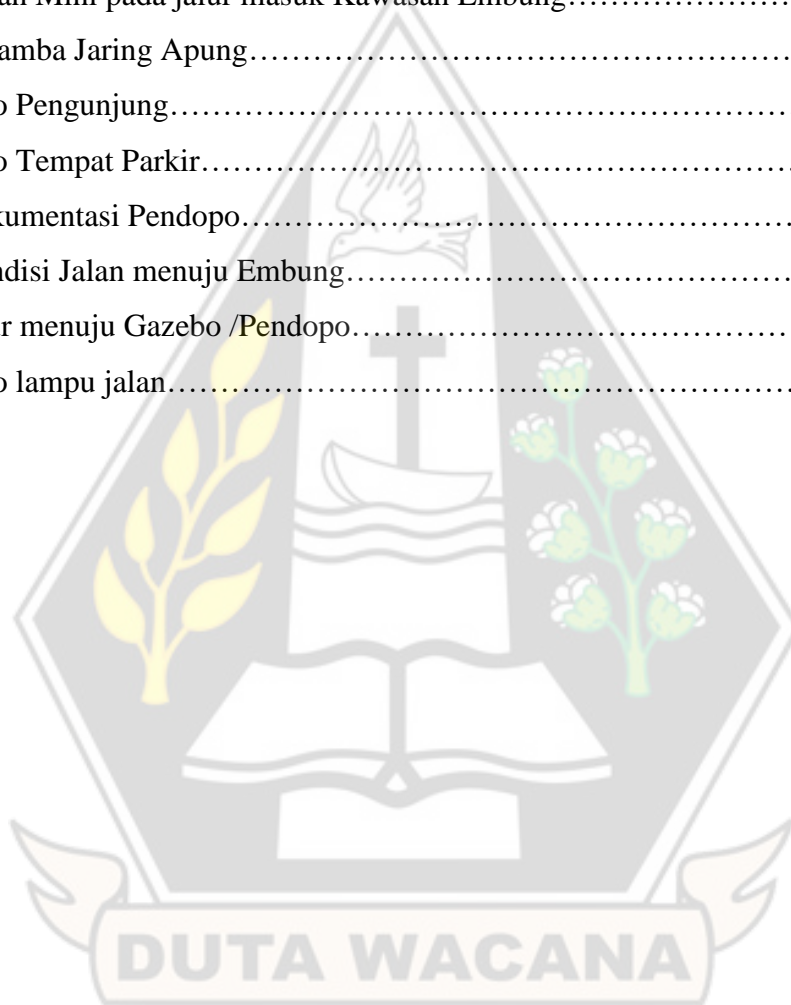 Mini pada jalur masuk Kawasan Embung……………………
amba Jaring Apung……………………………………………………
Pengunjung…………………………………………………………
Tempat Parkir………………………………………………………
kumentasi Pendopo…………………………………………………
ndisi Jalan menuju Embung…………………………………………
r menuju Gazebo /Pendopo…………………………………………
lampu jalan……………………………………………………………
DUTA WACANA